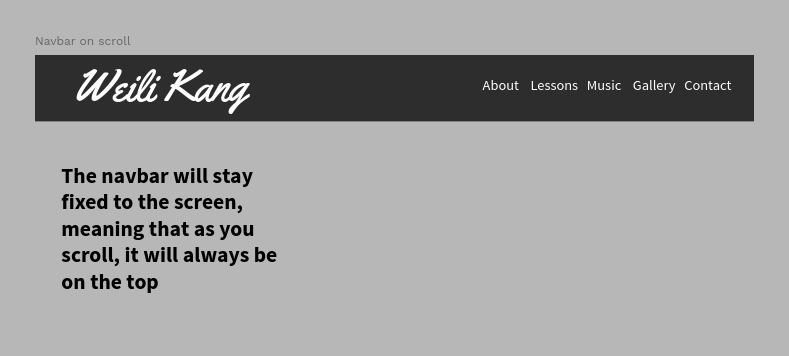 Navbar on scroll
Weili Kang
About Lessons Music Gallery Contact
The navbar will stay
fixed to the screen,
meaning that as you
scroll, it will always be
on the top